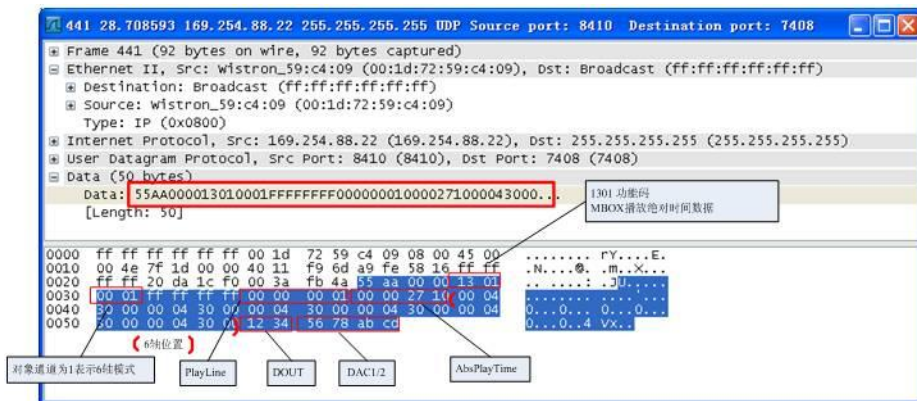 441 28.708593 169.254.88.22 255.255.255.255 UDP Source port: 8410 Destination port: 7408
Frame 441 (92 bytes on wire, 92 bytes captured)
Ethernet II, Src: Wistron_59:c4:09 (00:1d:72:59:c4:09), Dst: Broadcast (ff:ff:ff:ff:ff:ff)
Destination: Broadcast (ff:ff:ff:ff:ff:ff)
Source: Wistron_59:c4:09 (00:1d:72:59:c4:09)
Type: IP (0x0800)
Internet Protocol, Src: 169.254.88.22 (169.254.88.22), Dst: 255.255.255.255 (255.255.255.255)
User Datagram Protocol, Src Port: 8410 (8410), Dst Port: 7408 (7408)
Data (50 bytes)
Data: 55AA000013010001FFFFFFFF000000010000271000043000...
[Length: 50]
1301 功能码
MBOX播放绝对时间数据
0000 ff ff ff ff ff ff 00 1d 72 59 c4 09 08 00 45 00 ........ rY....E.
0010 00 4e 7f 1d 00 00 40 11 f9 6d a9 fe 58 16 ff ff .N....@. .m..X...
0020 ff ff 20 da 1c f0 00 3a fb 4a 55 aa 00 00 13 01 .. ....: .JU.....
0030 00 01 ff ff ff ff 00 00 00 01 00 00 27 10 00 04
0040 30 00 00 04 30 00 00 04 30 00 00 04 30 00 00 04 0...0... 0...0...
0050 30 00 00 04 30 00 12 34 56 78 ab cd 0...0..4 Vx..
(6轴位置)
对象通道为1表示6轴模式
PlayLine
DOUT
DAC1/2
AbsPlayTime